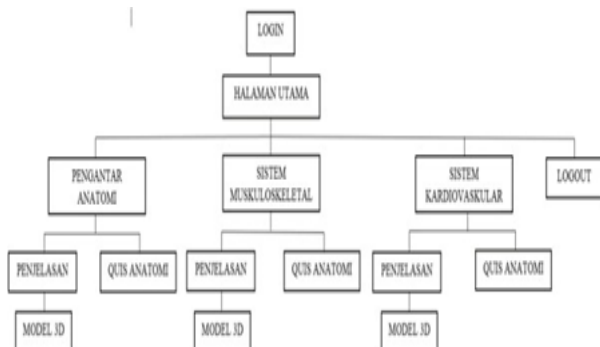 LOGIN
HALAMAN UTAMA
PENGANTAR
ANATOMI
SISTEM
MUSKULOSKELETAL
SISTEM
KARDIOVASKULAR
LOGOUT
PENJELASAN
QUIS ANATOMI
PENJELASAN
QUIS ANATOMI
PENJELASAN
QUIS ANATOMI
MODEL 3D
MODEL 3D
MODEL 3D